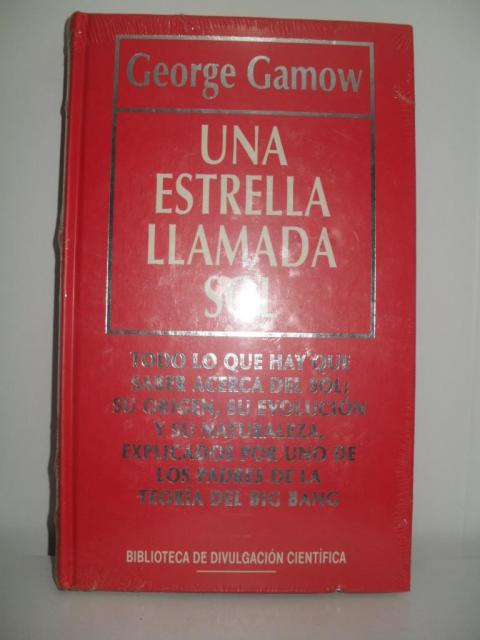 George Gamow
UNA
ESTRELLA
LLAMADA
SOL
TODO LO QUE HAY QUE
SABER ACERCA DEL SOL:
SU ORIGEN, SU EVOLUCIÓN
Y SU NATURALEZA,
EXPLICADOS POR UNO DE
LOS PADRES DE LA
TEORÍA DEL BIG BANG
BIBLIOTECA DE DIVULGACIÓN CIENTÍFICA